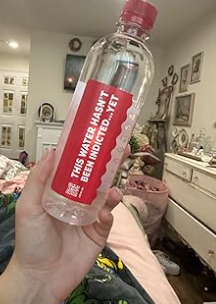 THIS WATER HASN'T
BEEN INDICTED...YET